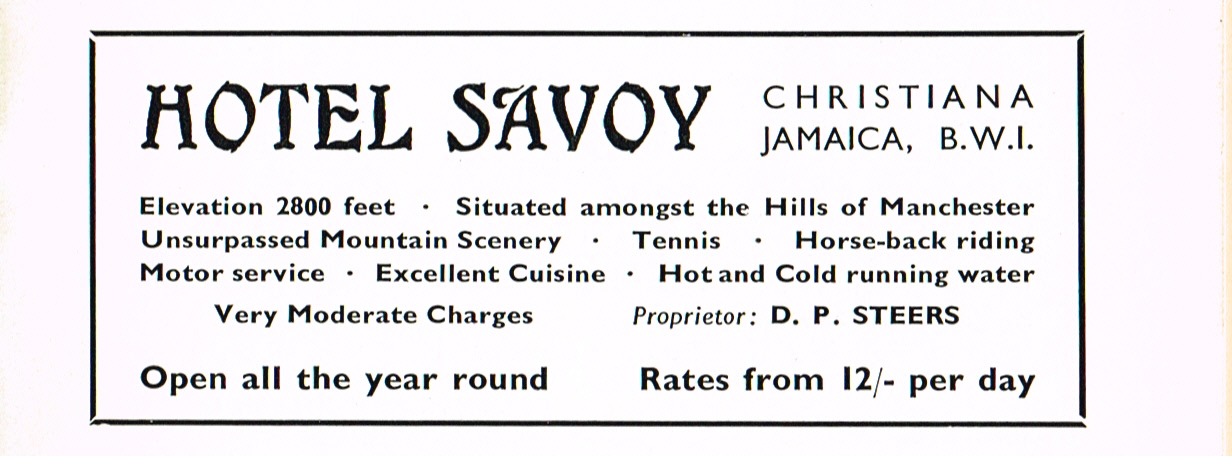 HOTEL SAVOY
CHRISTIANA
JAMAICA, B.W.I.
Elevation 2800 feet · Situated amongst the Hills of Manchester
Unsurpassed Mountain Scenery · Tennis · Horse-back riding
Motor service · Excellent Cuisine · Hot and Cold running water
Very Moderate Charges Proprietor: D. P. STEERS
Open all the year round Rates from 12/- per day